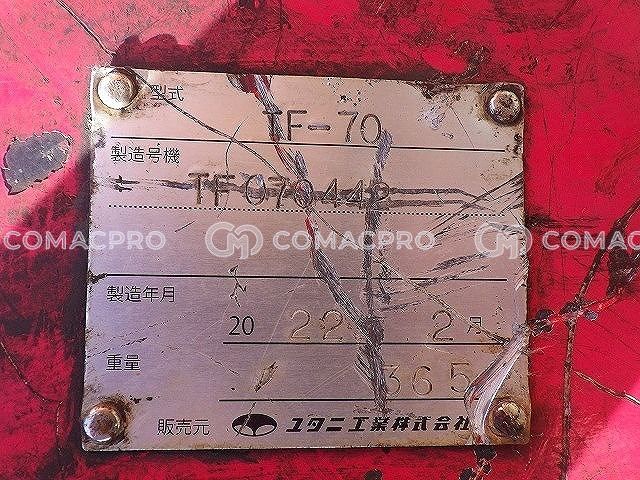 型式 TF-70
製造号機
# TF070442
COMACPRO COMACPRO COMACPRO
製造年月
20 22. 2月
重量 365
販売元 ユタニ工業株式会社